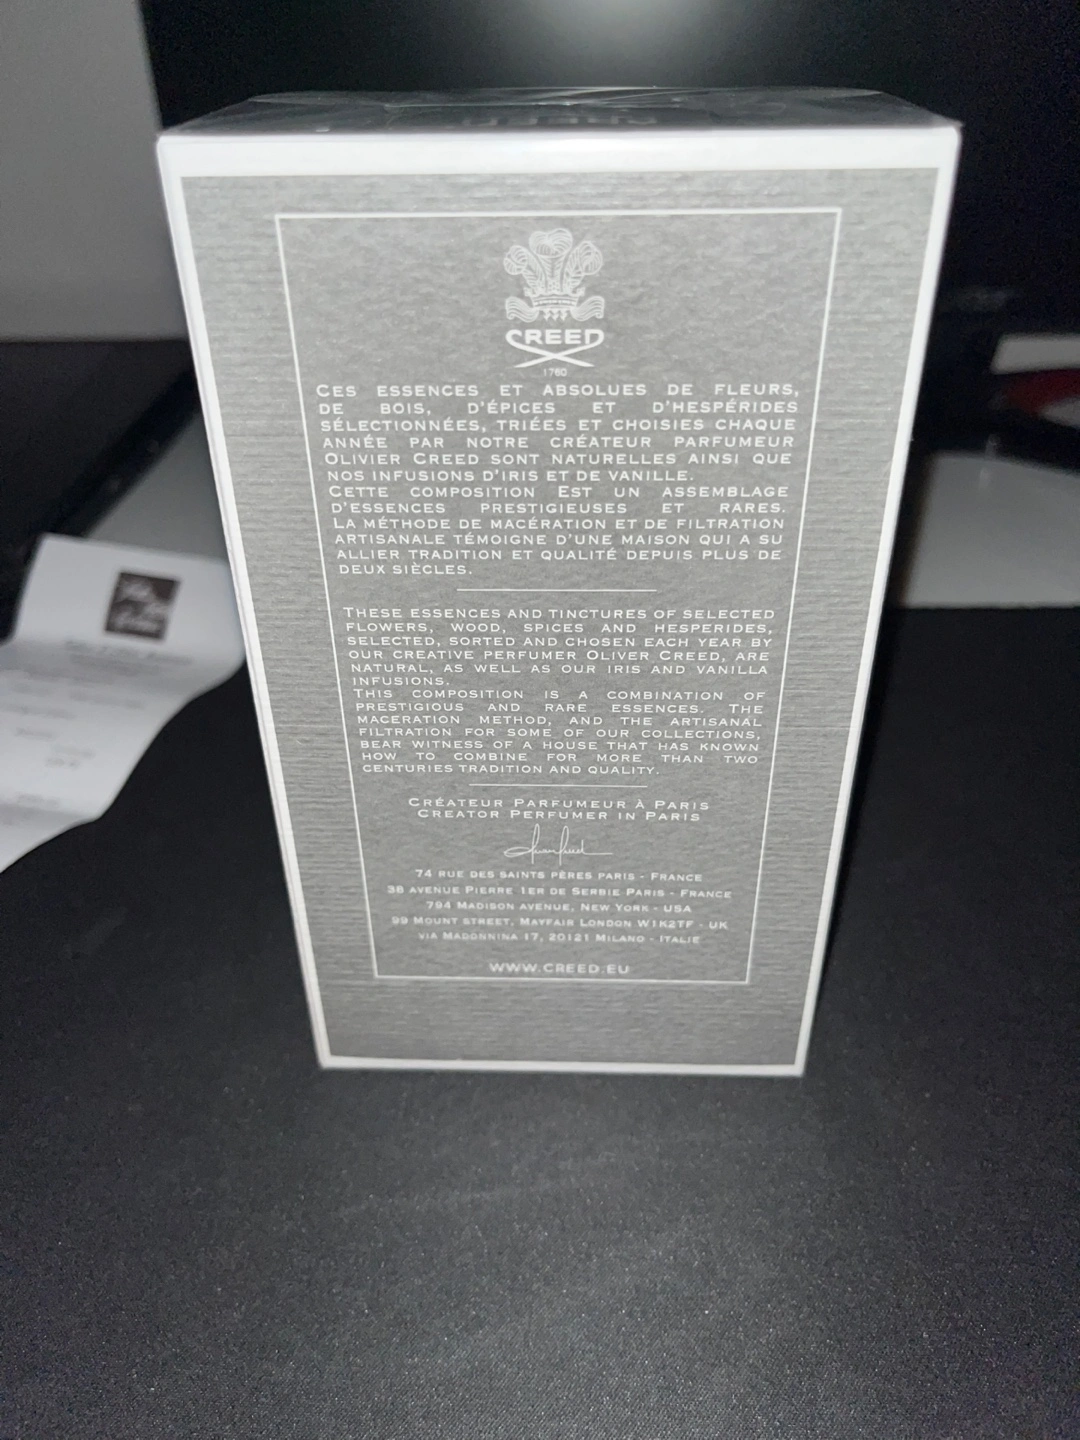 CREED
1760
CES ESSENCES ET ABSOLUES DE FLEURS,
DE BOIS, D'ÉPICES ET D'HESPÉRIDES
SÉLECTIONNÉES, TRIÉES ET CHOISIES CHAQUE
ANNÉE PAR NOTRE CRÉATEUR PARFUMEUR
OLIVIER CREED SONT NATURELLES AINSI QUE
NOS INFUSIONS D'IRIS ET DE VANILLE.
CETTE COMPOSITION EST UN ASSEMBLAGE
D'ESSENCES PRESTIGIEUSES ET RARES.
LA MÉTHODE DE MACÉRATION ET DE FILTRATION
ARTISANALE TÉMOIGNE D'UNE MAISON QUI A SU
ALLIER TRADITION ET QUALITÉ DEPUIS PLUS DE
DEUX SIÈCLES.
THESE ESSENCES AND TINCTURES OF SELECTED
FLOWERS, WOOD, SPICES AND HESPERIDES,
SELECTED, SORTED AND CHOSEN EACH YEAR BY
OUR CREATIVE PERFUMER OLIVER CREED, ARE
NATURAL, AS WELL AS OUR IRIS AND VANILLA
INFUSIONS.
THIS COMPOSITION IS A COMBINATION OF
PRESTIGIOUS AND RARE ESSENCES. THE
MACERATION METHOD, AND THE ARTISANAL
FILTRATION FOR SOME OF OUR COLLECTIONS,
BEAR WITNESS OF A HOUSE THAT HAS KNOWN
HOW TO COMBINE FOR MORE THAN TWO
CENTURIES TRADITION AND QUALITY.
CRÉATEUR PARFUMEUR À PARIS
CREATOR PERFUMER IN PARIS
74 RUE DES SAINTS PÈRES PARIS - FRANCE
38 AVENUE PIERRE 1ER DE SERBIE PARIS - FRANCE
794 MADISON AVENUE, NEW YORK - USA
99 MOUNT STREET, MAYFAIR LONDON W1K2TF - UK
VIA MADONNINA 17, 20121 MILANO - ITALIE
WWW.CREED.EU